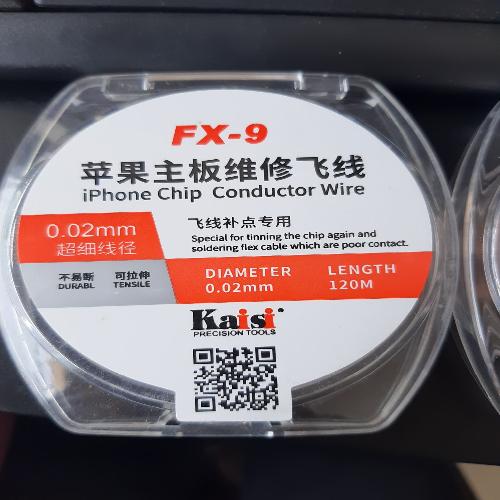 FX-9
苹果主板维修飞线
iPhone Chip Conductor Wire
0.02mm
超细线径
飞线补点专用
Special for tinning the chip again and
soldering flex cable which are poor contact.
不易断
DURABL
可拉伸
TENSILE
DIAMETER
0.02mm
LENGTH
120M
Kaisi
PRECISION TOOLS